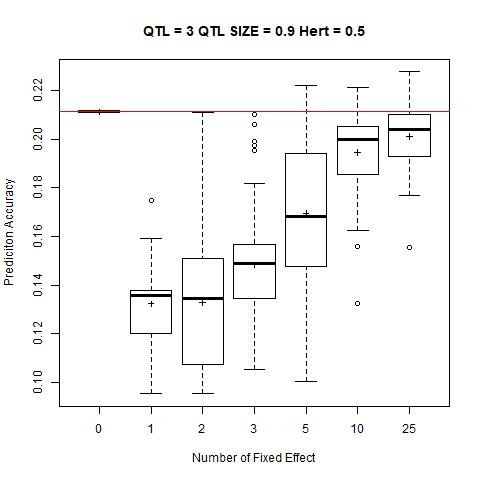 QTL = 3 QTL SIZE = 0.9 Hert = 0.5
Prediciton Accuracy
0.22
0.20
0.18
0.16
0.14
0.12
0.10
0 1 2 3 5 10 25
Number of Fixed Effect